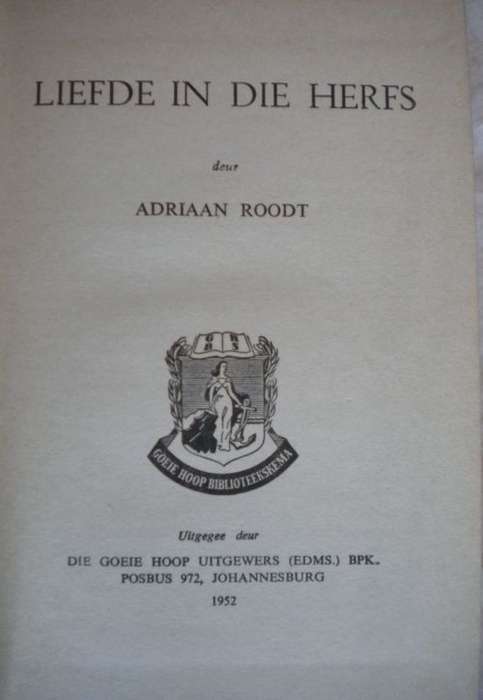 LIEFDE IN DIE HERFS
deur
ADRIAAN ROODT
GOEIE HOOP BIBLIOTEEKSKEMA
Uitgegee deur
DIE GOEIE HOOP UITGEWERS (EDMS.) BPK.
POSBUS 972, JOHANNESBURG
1952